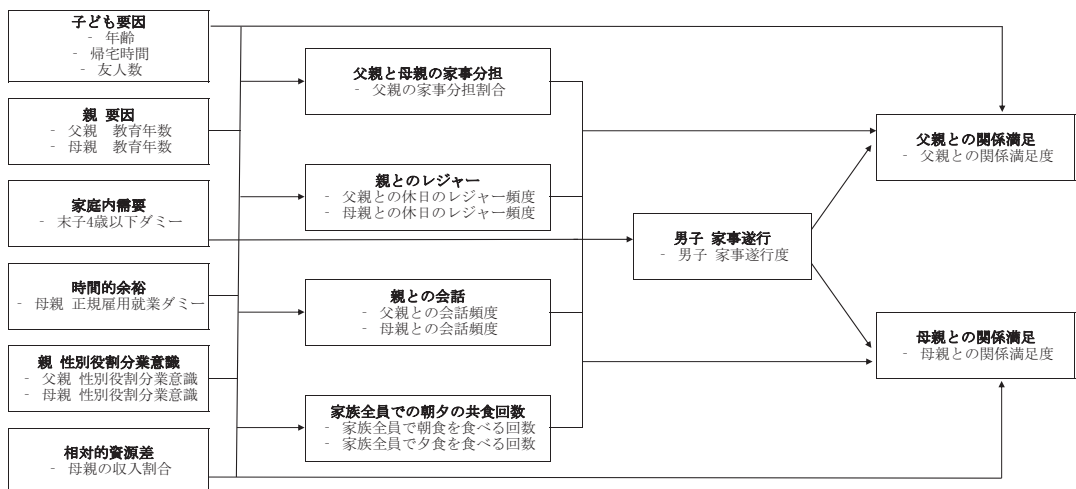 子ども要因
- 年齢
- 帰宅時間
- 友人数
親 要因
- 父親 教育年数
- 母親 教育年数
家庭内需要
- 末子4歳以下ダミー
時間的余裕
- 母親 正規雇用就業ダミー
親 性別役割分業意識
- 父親 性別役割分業意識
- 母親 性別役割分業意識
相対的資源差
- 母親の収入割合
父親と母親の家事分担
- 父親の家事分担割合
親とのレジャー
- 父親との休日のレジャー頻度
- 母親との休日のレジャー頻度
親との会話
- 父親との会話頻度
- 母親との会話頻度
家族全員での朝夕の共食回数
- 家族全員で朝食を食べる回数
- 家族全員で夕食を食べる回数
男子 家事遂行
- 男子 家事遂行度
父親との関係満足
- 父親との関係満足度
母親との関係満足
- 母親との関係満足度